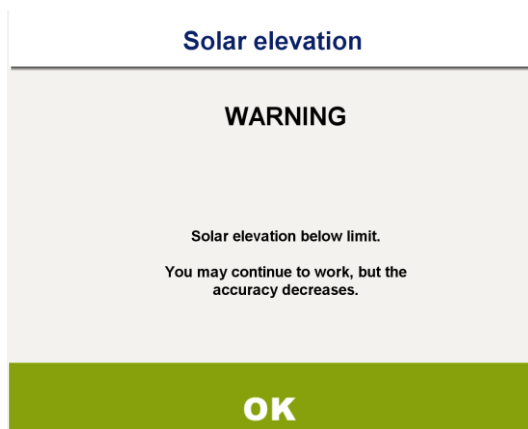 Solar elevation
WARNING
Solar elevation below limit.
You may continue to work, but the
accuracy decreases.
OK